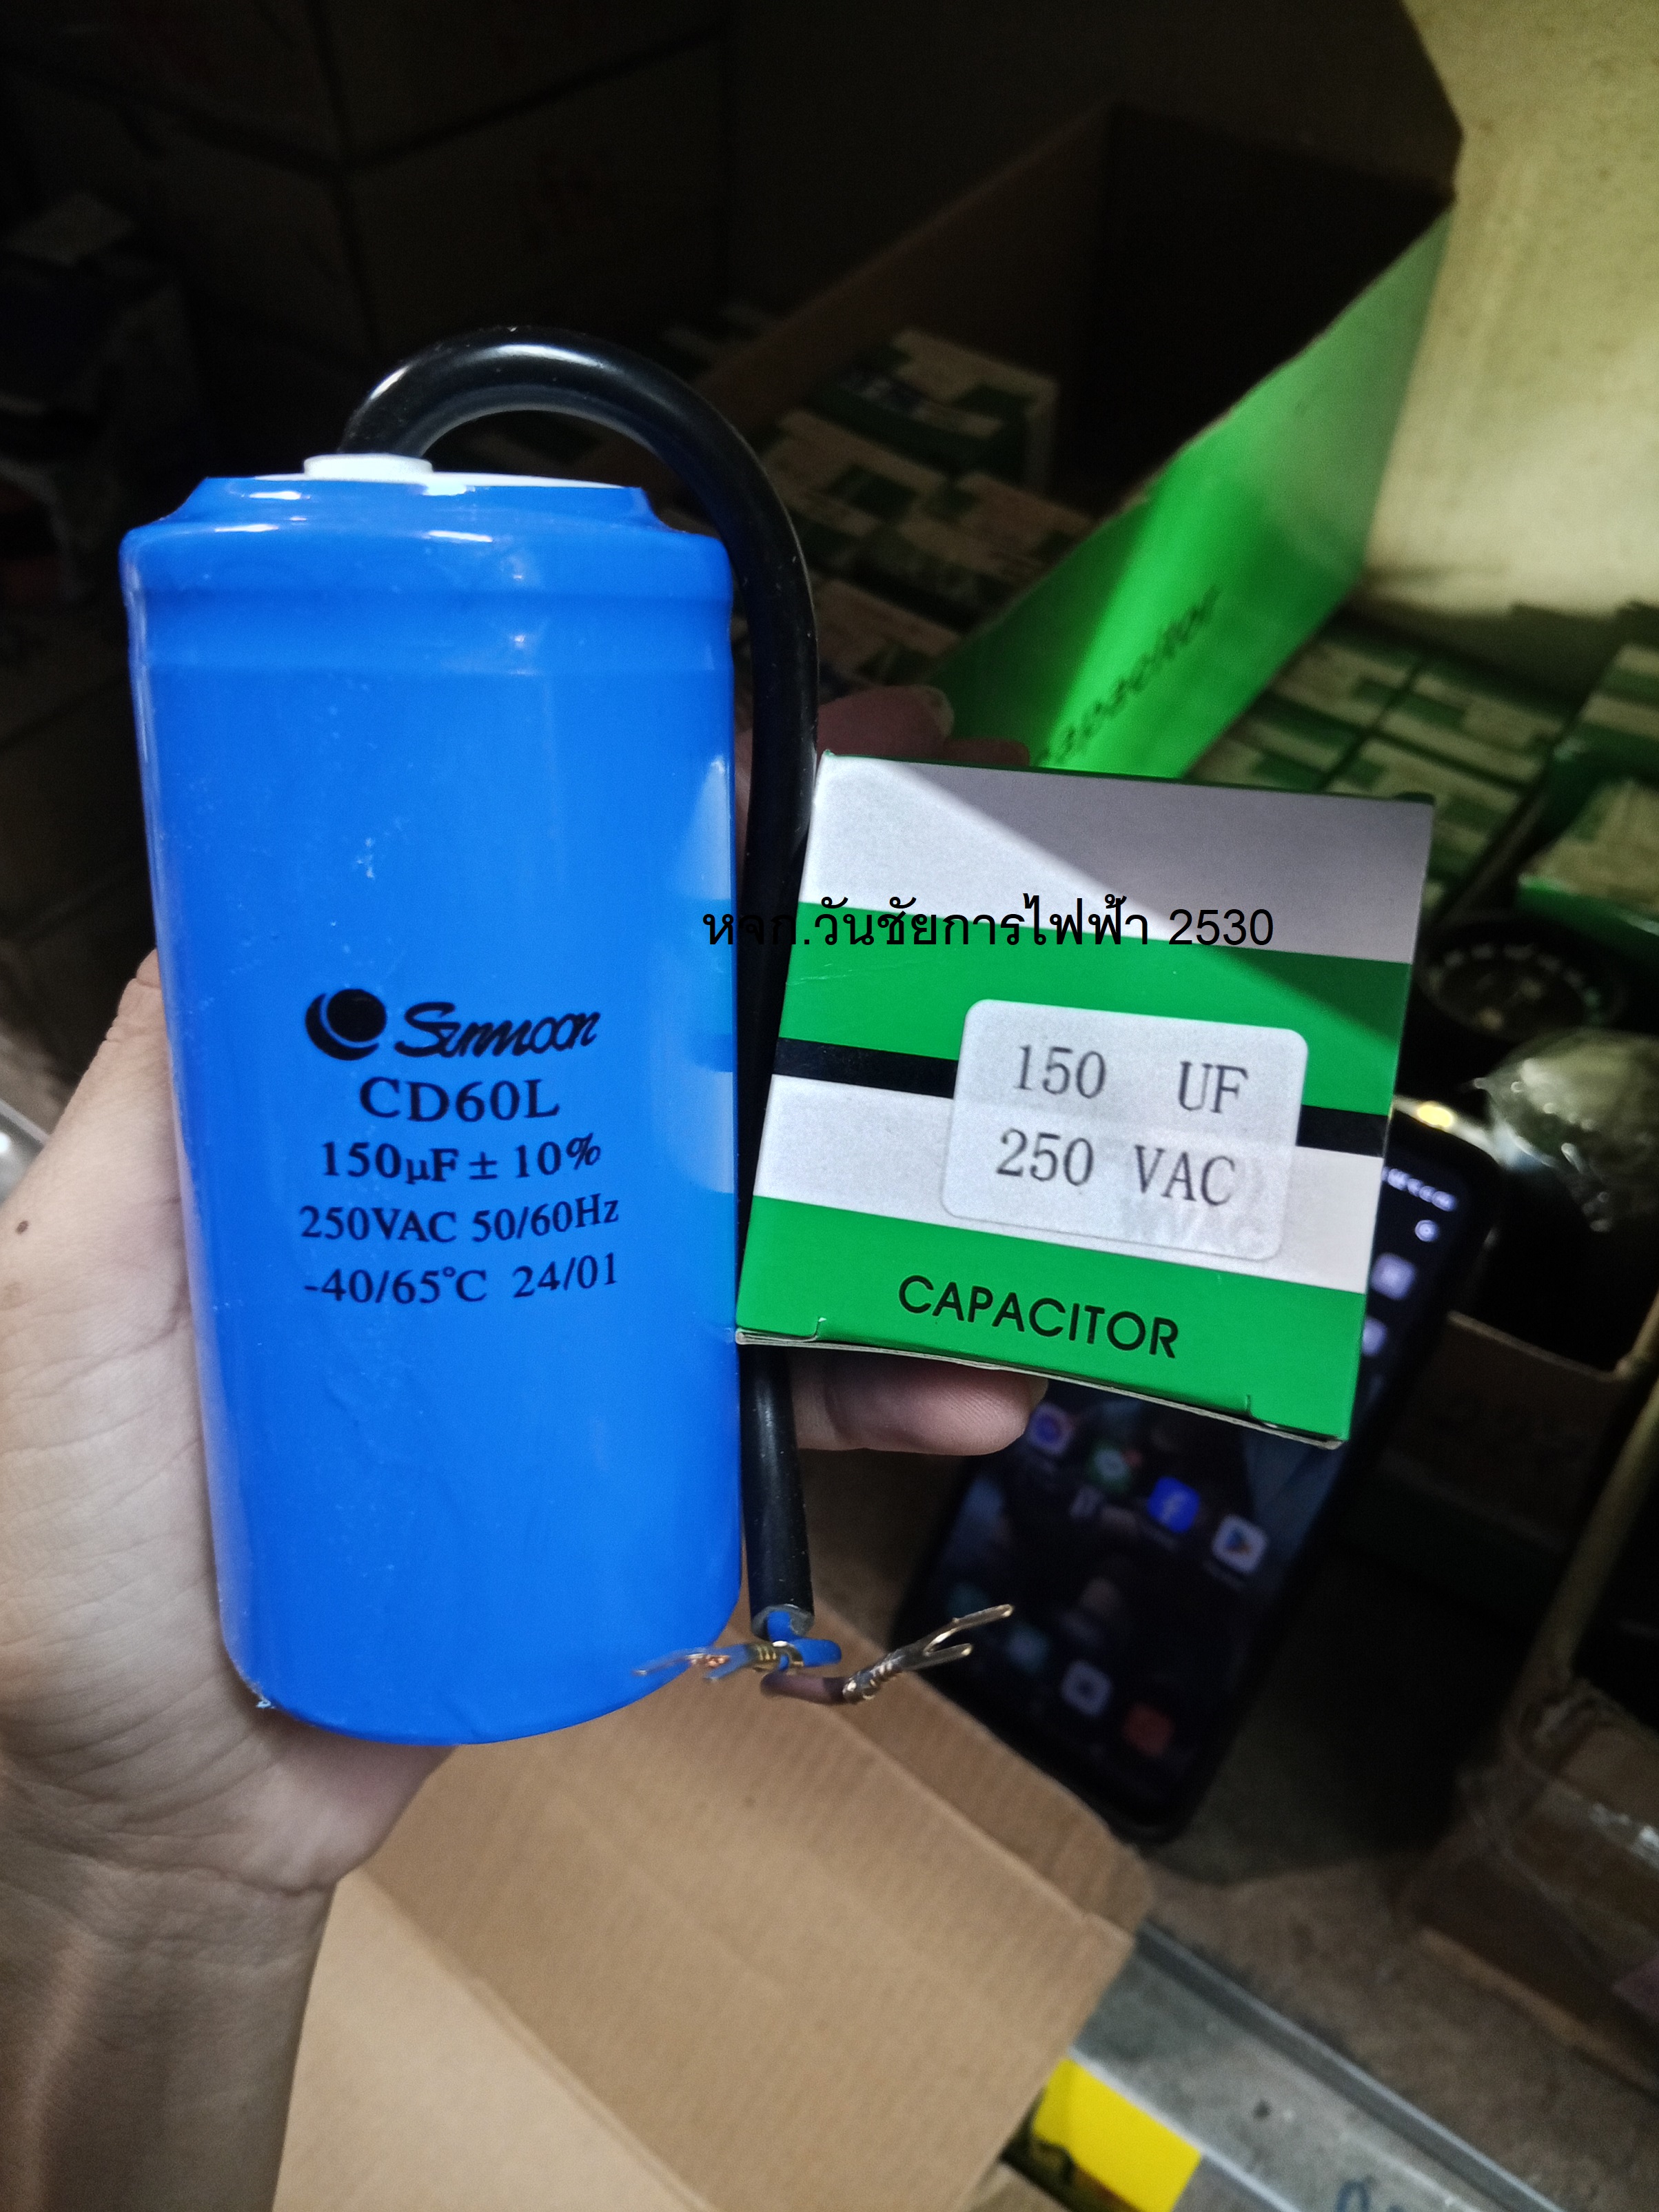 Sunmoon
CD60L
150µF ± 10%
250VAC 50/60Hz
-40/65°C 24/01
หจก.วันชัยการไฟฟ้า 2530
150 UF
250 VAC
CAPACITOR